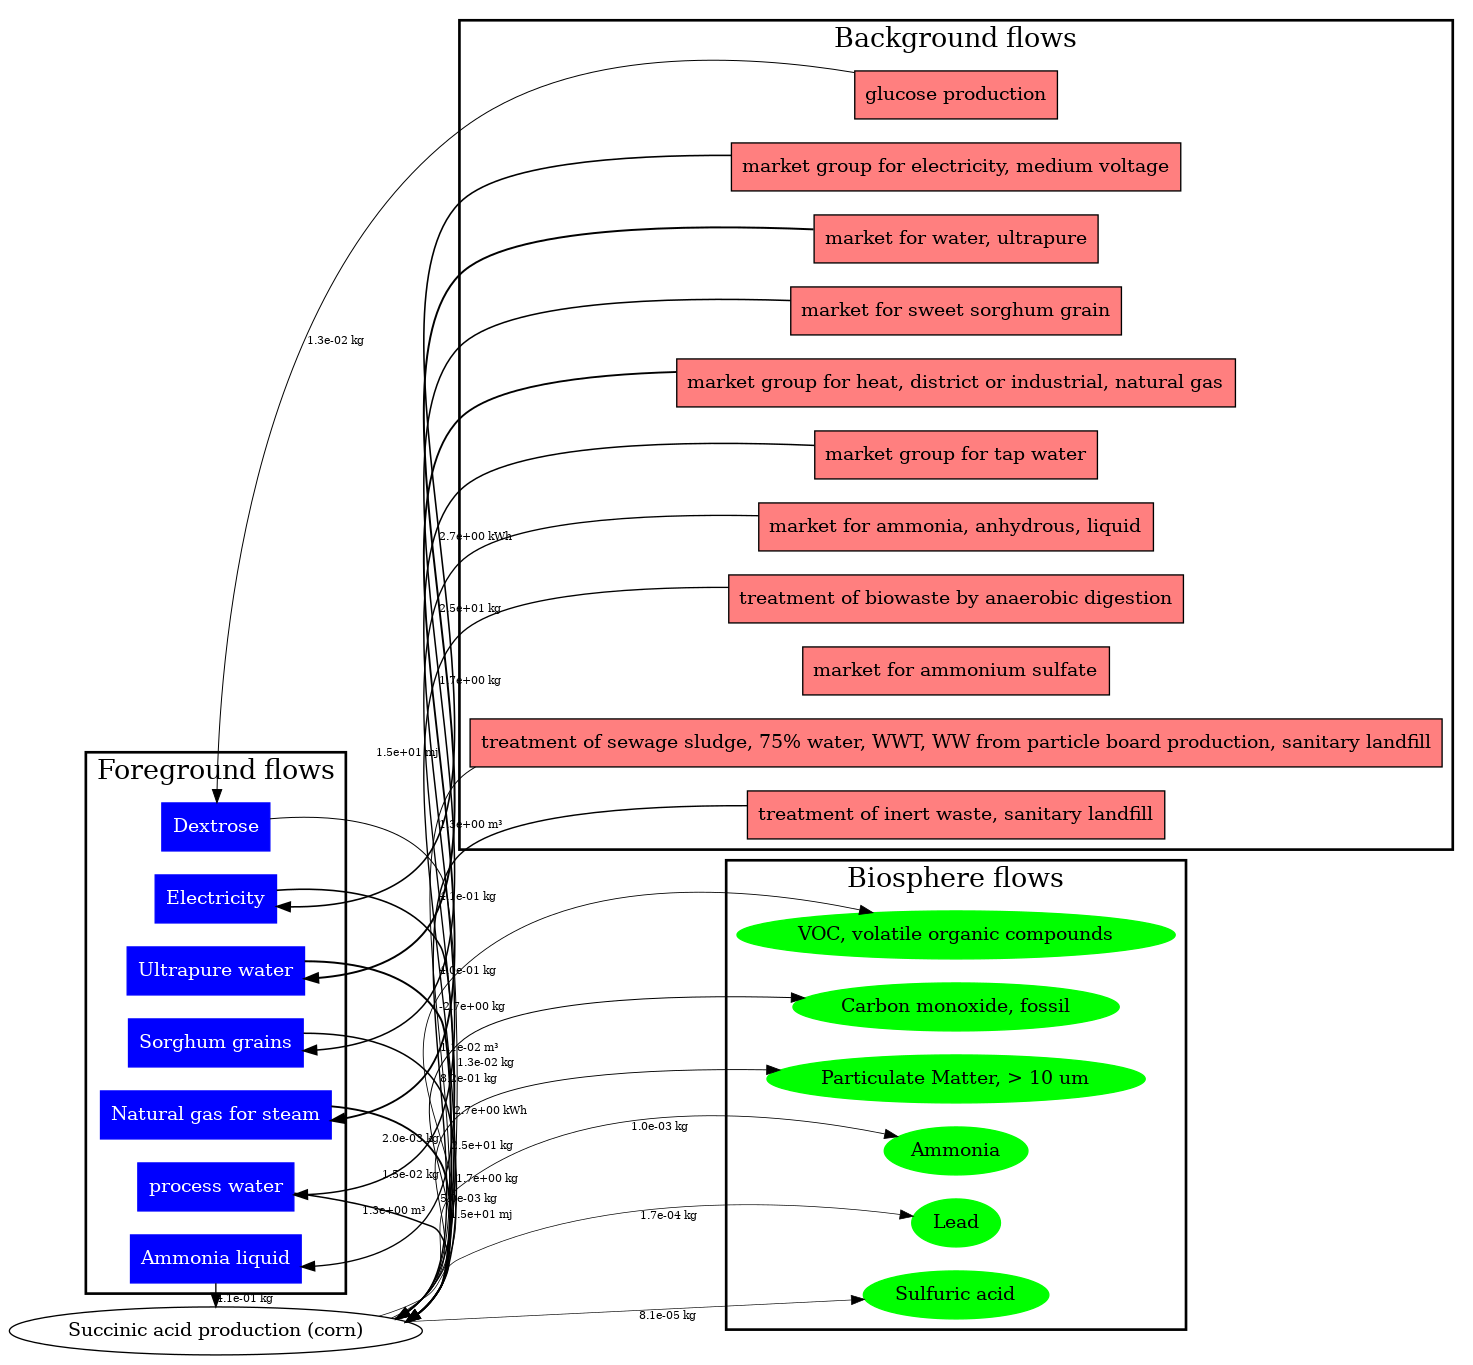 Background flows
glucose production
market group for electricity, medium voltage
market for water, ultrapure
market for sweet sorghum grain
1.3e-02 kg
market group for heat, district or industrial, natural gas
market group for tap water
market for ammonia, anhydrous, liquid
2.7e+00 kWh
treatment of biowaste by anaerobic digestion
2.5e+01 kg
market for ammonium sulfate
1.7e+00 kg
treatment of sewage sludge, 75% water, WWT, WW from particle board production, sanitary landfill
1.5e+01 mj
Foreground flows
treatment of inert waste, sanitary landfill
1.3e+00 m³
Dextrose
Biosphere flows
Electricity
4.1e-01 kg
VOC, volatile organic compounds
Ultrapure water
4.0e-01 kg
-2.7e+00 kg
Carbon monoxide, fossil
Sorghum grains
m³
1.3e-02 kg
kg
Particulate Matter, > 10 um
Natural gas for steam
2.7e+00 kWh
1.0e-03 kg
2.0e-03 kg
2.5e+01 kg
Ammonia
1.5e-02 kg
1.7e+00 kg
process water
kg
1.3e+00 m³
1.5e+01 mj
1.7e-04 kg
Lead
Ammonia liquid
4.1e-01 kg
Sulfuric acid
8.1e-05 kg
Succinic acid production (corn)